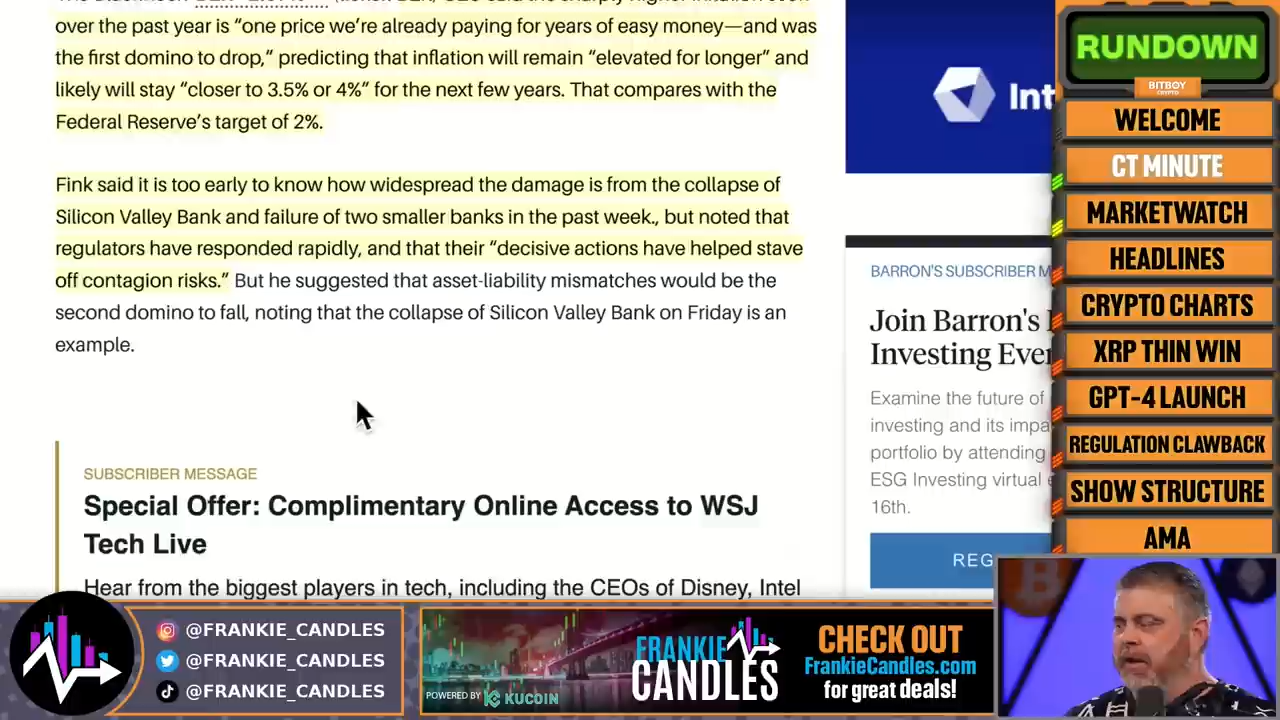 over the past year is “one price we’re already paying for years of easy money—and was
the first domino to drop,” predicting that inflation will remain “elevated for longer” and
likely will stay “closer to 3.5% or 4%” for the next few years. That compares with the
Federal Reserve’s target of 2%.
Fink said it is too early to know how widespread the damage is from the collapse of
Silicon Valley Bank and failure of two smaller banks in the past week., but noted that
regulators have responded rapidly, and that their “decisive actions have helped stave
off contagion risks.” But he suggested that asset-liability mismatches would be the
second domino to fall, noting that the collapse of Silicon Valley Bank on Friday is an
example.
SUBSCRIBER MESSAGE
Special Offer: Complimentary Online Access to WSJ
Tech Live
Hear from the biggest players in tech, including the CEOs of Disney, Intel
Int
BARRON'S SUBSCRIBER M
Join Barron's
Investing Eve
Examine the future of
investing and its impa
portfolio by attending
ESG Investing virtual
16th.
REG
RUNDOWN
BITBOY
CRYPTO
WELCOME
CT MINUTE
MARKETWATCH
HEADLINES
CRYPTO CHARTS
XRP THIN WIN
GPT-4 LAUNCH
REGULATION CLAWBACK
SHOW STRUCTURE
AMA
@FRANKIE_CANDLES
@FRANKIE_CANDLES
@FRANKIE_CANDLES
POWERED BY KUCOIN
FRANKIE
CANDLES
CHECK OUT
FrankieCandles.com
for great deals!